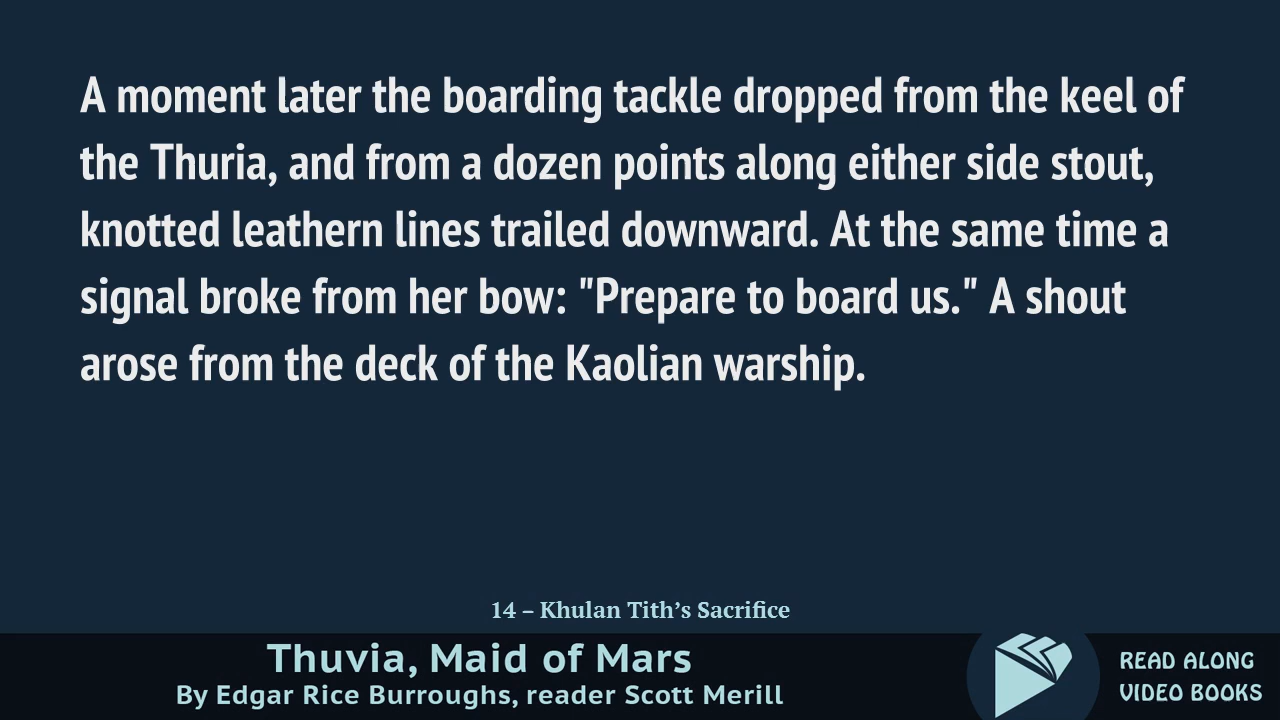 A moment later the boarding tackle dropped from the keel of
the Thuria, and from a dozen points along either side stout,
knotted leathern lines trailed downward. At the same time a
signal broke from her bow: "Prepare to board us." A shout
arose from the deck of the Kaolian warship.
14 – Khulan Tith’s Sacrifice
Thuvia, Maid of Mars
By Edgar Rice Burroughs, reader Scott Merill
READ ALONG
VIDEO BOOKS